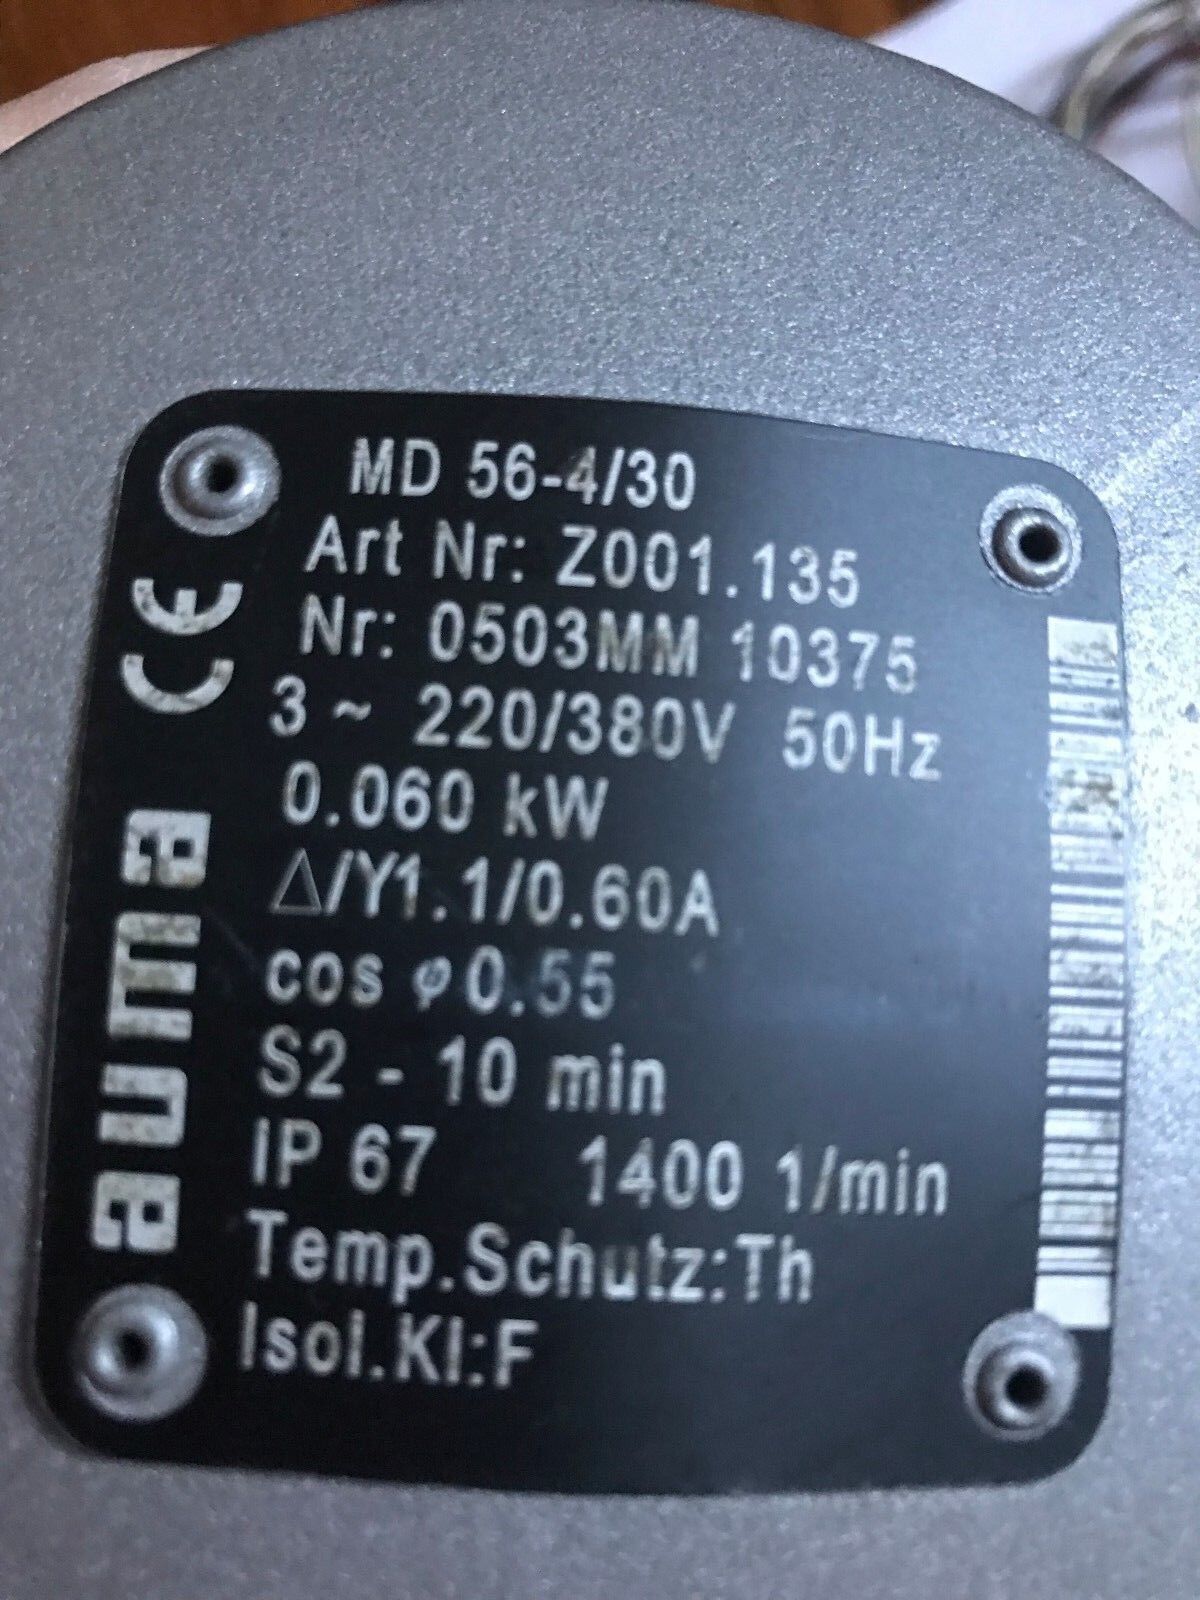 MD 56-4/30
Art Nr: Z001.135
Nr: 0503MM 10375
3 ~ 220/380V 50Hz
0.060 kW
Δ/Y1.1/0.60A
cos φ 0.55
S2 - 10 min
IP 67 1400 1/min
Temp.Schutz:Th
Isol.Kl:F
auma CE